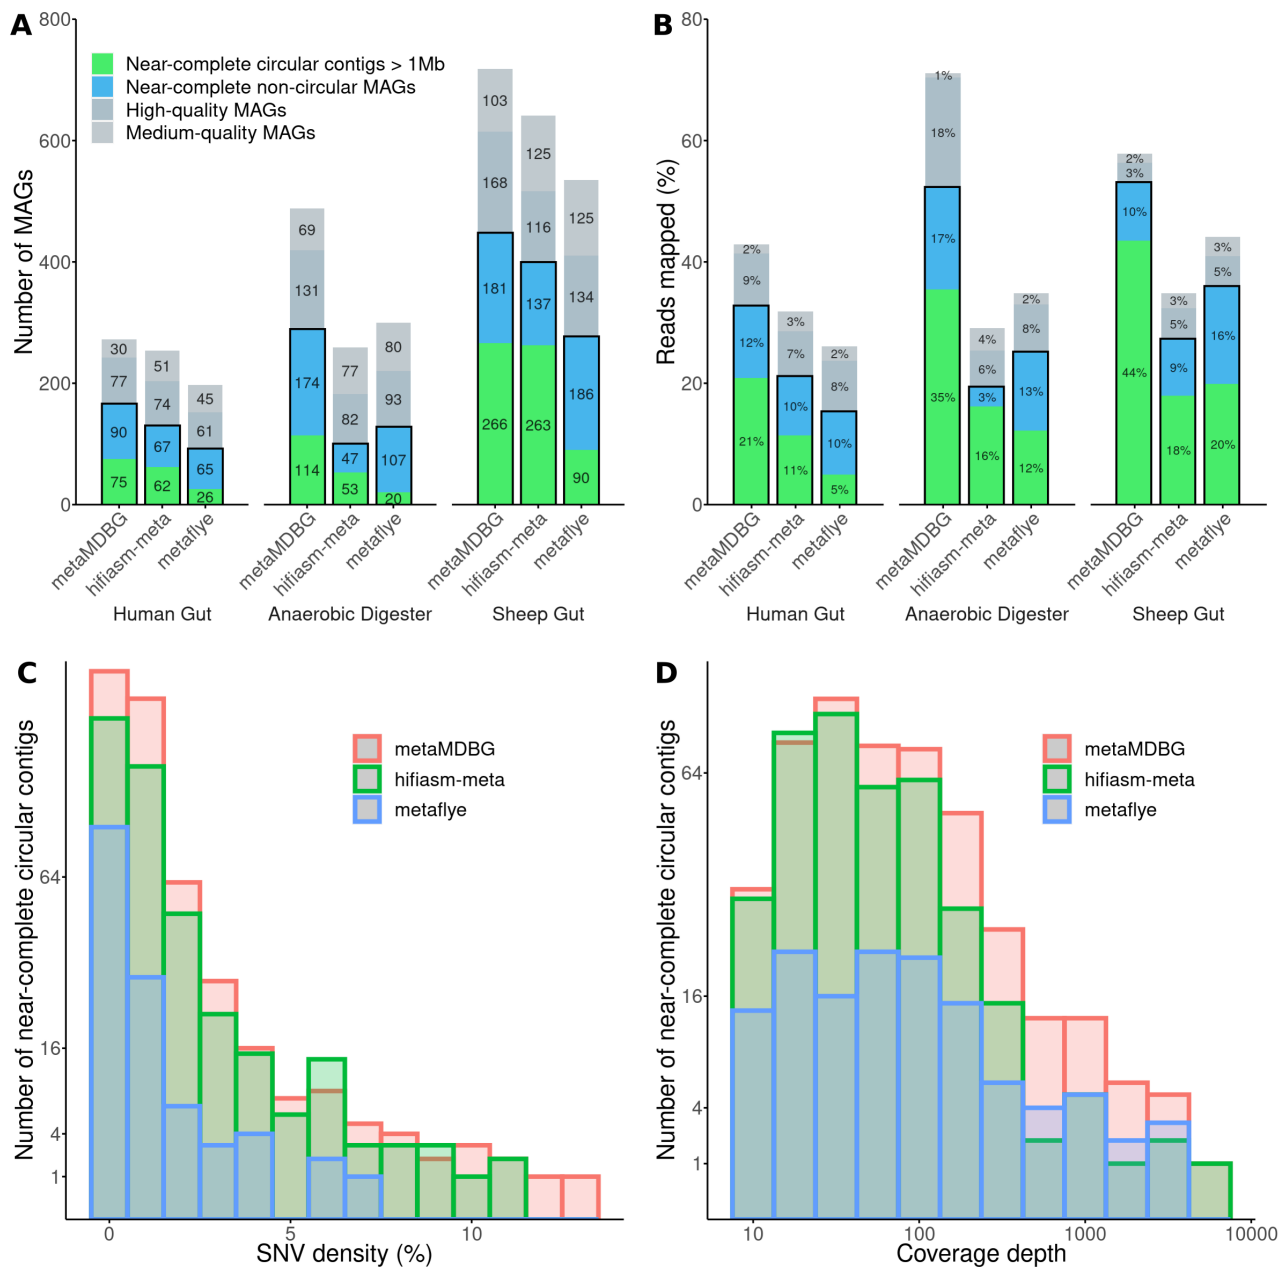 A
800
600
400
200
0
Number of MAGs
Near-complete circular contigs > 1Mb
Near-complete non-circular MAGs
High-quality MAGs
Medium-quality MAGs
30
77
90
75
51
74
67
62
45
61
65
26
69
131
174
114
77
82
47
53
80
93
107
20
103
168
181
266
125
116
137
263
125
134
186
90
metaMDBG
hifiasm-meta
metaflye
metaMDBG
hifiasm-meta
metaflye
metaMDBG
hifiasm-meta
metaflye
Human Gut
Anaerobic Digester
Sheep Gut
B
80
60
40
20
0
Reads mapped (%)
2%
9%
12%
21%
3%
7%
10%
11%
2%
8%
10%
5%
1%
18%
17%
35%
4%
6%
3%
16%
2%
8%
13%
12%
2%
3%
10%
44%
3%
5%
9%
18%
3%
5%
16%
20%
metaMDBG
hifiasm-meta
metaflye
metaMDBG
hifiasm-meta
metaflye
metaMDBG
hifiasm-meta
metaflye
Human Gut
Anaerobic Digester
Sheep Gut
C
Number of near-complete circular contigs
64
16
4
1
metaMDBG
hifiasm-meta
metaflye
0
5
10
SNV density (%)
D
Number of near-complete circular contigs
64
16
4
1
metaMDBG
hifiasm-meta
metaflye
10
100
1000
10000
Coverage depth